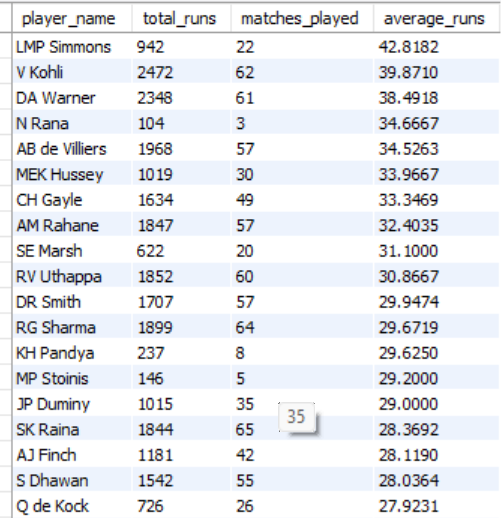 player_name total_runs matches_played average_runs
LMP Simmons 942 22 42.8182
V Kohli 2472 62 39.8710
DA Warner 2348 61 38.4918
N Rana 104 3 34.6667
AB de Villiers 1968 57 34.5263
MEK Hussey 1019 30 33.9667
CH Gayle 1634 49 33.3469
AM Rahane 1847 57 32.4035
SE Marsh 622 20 31.1000
RV Uthappa 1852 60 30.8667
DR Smith 1707 57 29.9474
RG Sharma 1899 64 29.6719
KH Pandya 237 8 29.6250
MP Stoinis 146 5 29.2000
JP Duminy 1015 35 29.0000
35
SK Raina 1844 65 28.3692
AJ Finch 1181 42 28.1190
S Dhawan 1542 55 28.0364
Q de Kock 726 26 27.9231